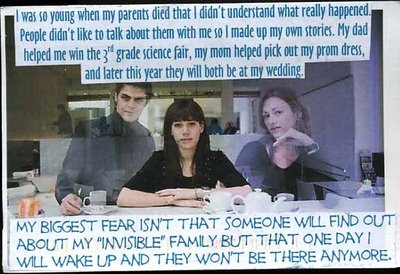 I was so young when my parents died that I didn't understand what really happened.
People didn't like to talk about them with me so I made up my own stories. My dad
helped me win the 3rd grade science fair, my mom helped pick out my prom dress,
and later this year they will both be at my wedding.
MY BIGGEST FEAR ISN'T THAT SOMEONE WILL FIND OUT
ABOUT MY "INVISIBLE" FAMILY BUT THAT ONE DAY I
WILL WAKE UP AND THEY WON'T BE THERE ANYMORE.